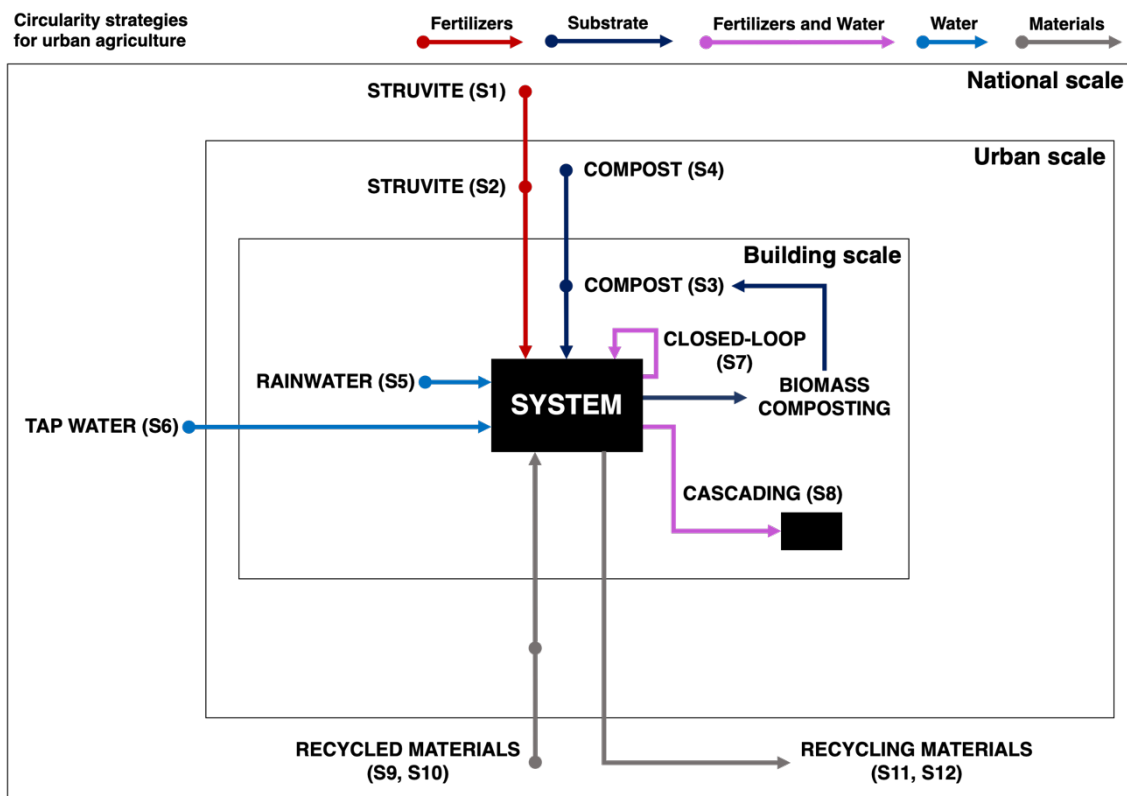 Circularity strategies
for urban agriculture
Fertilizers
Substrate
Fertilizers and Water
Water
Materials
National scale
STRUVITE (S1)
Urban scale
COMPOST (S4)
STRUVITE (S2)
Building scale
COMPOST (S3)
CLOSED-LOOP
(S7)
RAINWATER (S5)
SYSTEM
BIOMASS
COMPOSTING
TAP WATER (S6)
CASCADING (S8)
RECYCLED MATERIALS
(S9, S10)
RECYCLING MATERIALS
(S11, S12)